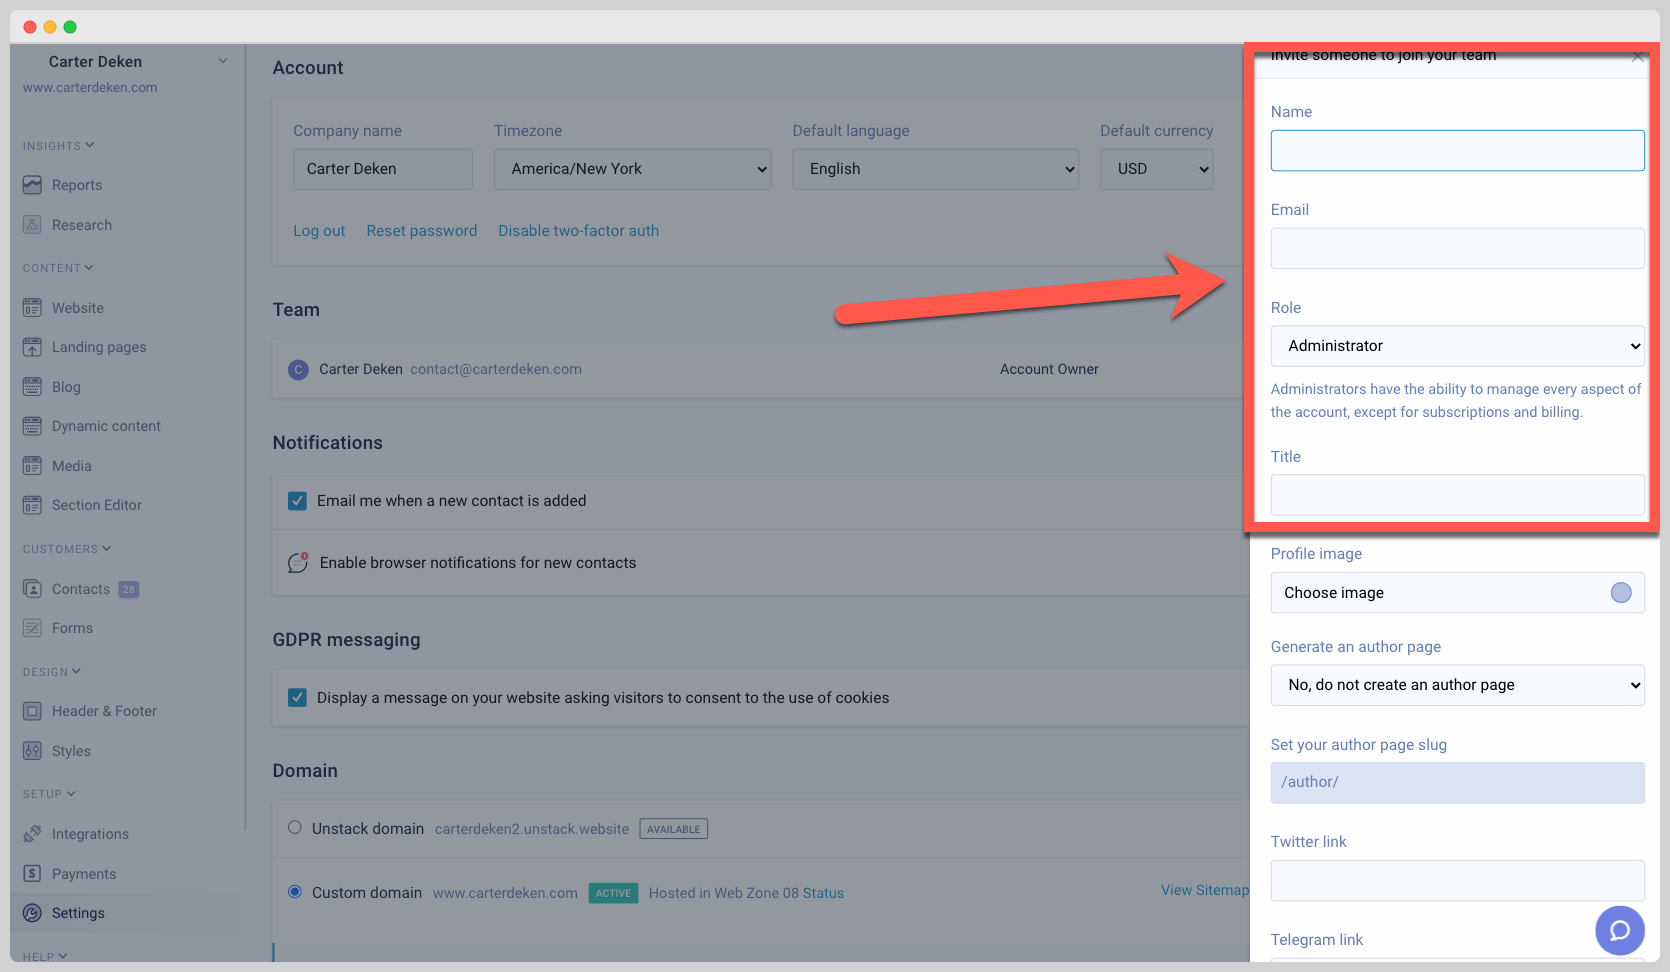 Carter Deken
www.carterdeken.com
INSIGHTS
Reports
Research
CONTENT
Website
Landing pages
Blog
Dynamic content
Media
Section Editor
CUSTOMERS
Contacts 28
Forms
DESIGN
Header & Footer
Styles
SETUP
Integrations
Payments
Settings
HELP
Account
Company name Timezone Default language Default currency
Carter Deken America/New York English USD
Log out Reset password Disable two-factor auth
Team
C Carter Deken contact@carterdeken.com Account Owner
Notifications
Email me when a new contact is added
Enable browser notifications for new contacts
GDPR messaging
Display a message on your website asking visitors to consent to the use of cookies
Domain
Unstack domain carterdeken2.unstack.website AVAILABLE
Custom domain www.carterdeken.com ACTIVE Hosted in Web Zone 08 Status View Sitemap
Invite someone to join your team
Name
Email
Role
Administrator
Administrators have the ability to manage every aspect of
the account, except for subscriptions and billing.
Title
Profile image
Choose image
Generate an author page
No, do not create an author page
Set your author page slug
/author/
Twitter link
Telegram link